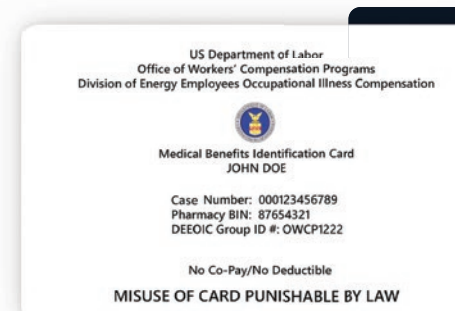 US Department of Labor
Office of Workers' Compensation Programs
Division of Energy Employees Occupational Illness Compensation
Medical Benefits Identification Card
JOHN DOE
Case Number: 000123456789
Pharmacy BIN: 87654321
DEEOIC Group ID #: OWCP1222
No Co-Pay/No Deductible
MISUSE OF CARD PUNISHABLE BY LAW